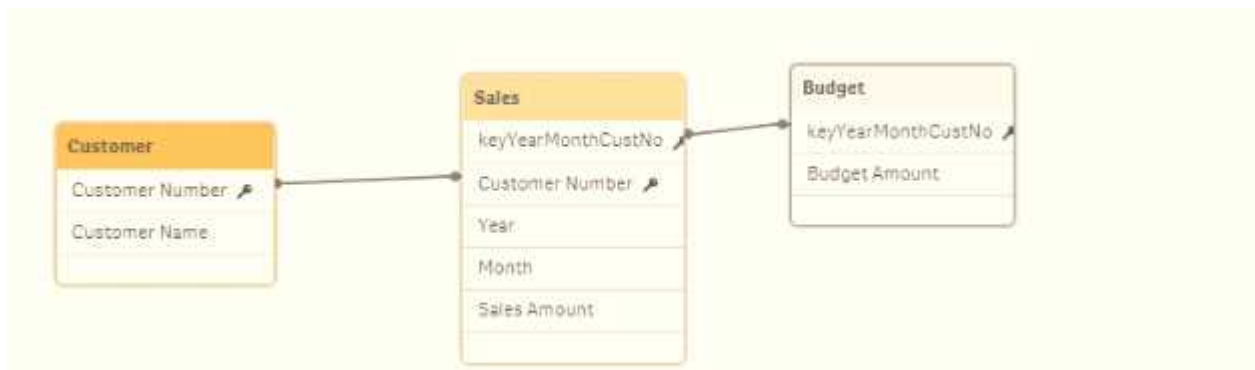 Customer
Customer Number
Customer Name
Sales
keyYearMonthCustNo
Customer Number
Year
Month
Sales Amount
Budget
keyYearMonthCustNo
Budget Amount